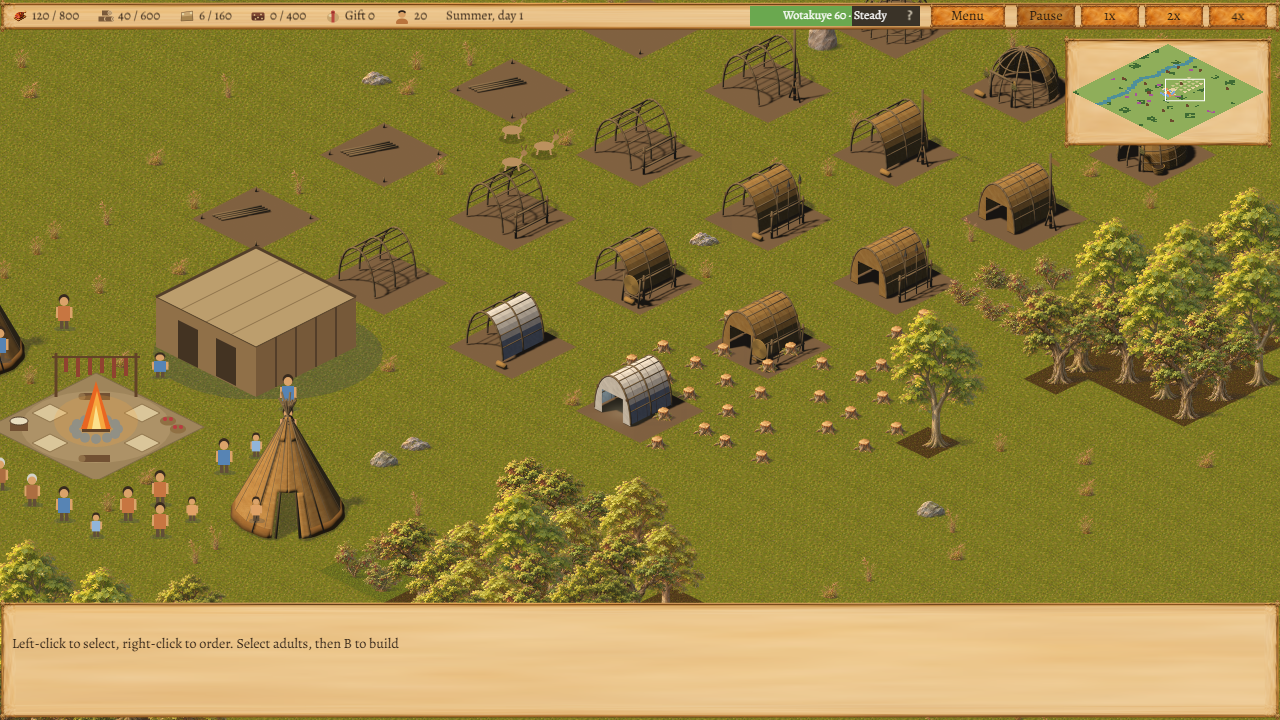 120 / 800 40 / 600 6 / 160 0 / 400 Gift 0 20 Summer, day 1 Wotakuye 60 - Steady ? Menu Pause 1x 2x 4x
Left-click to select, right-click to order. Select adults, then B to build